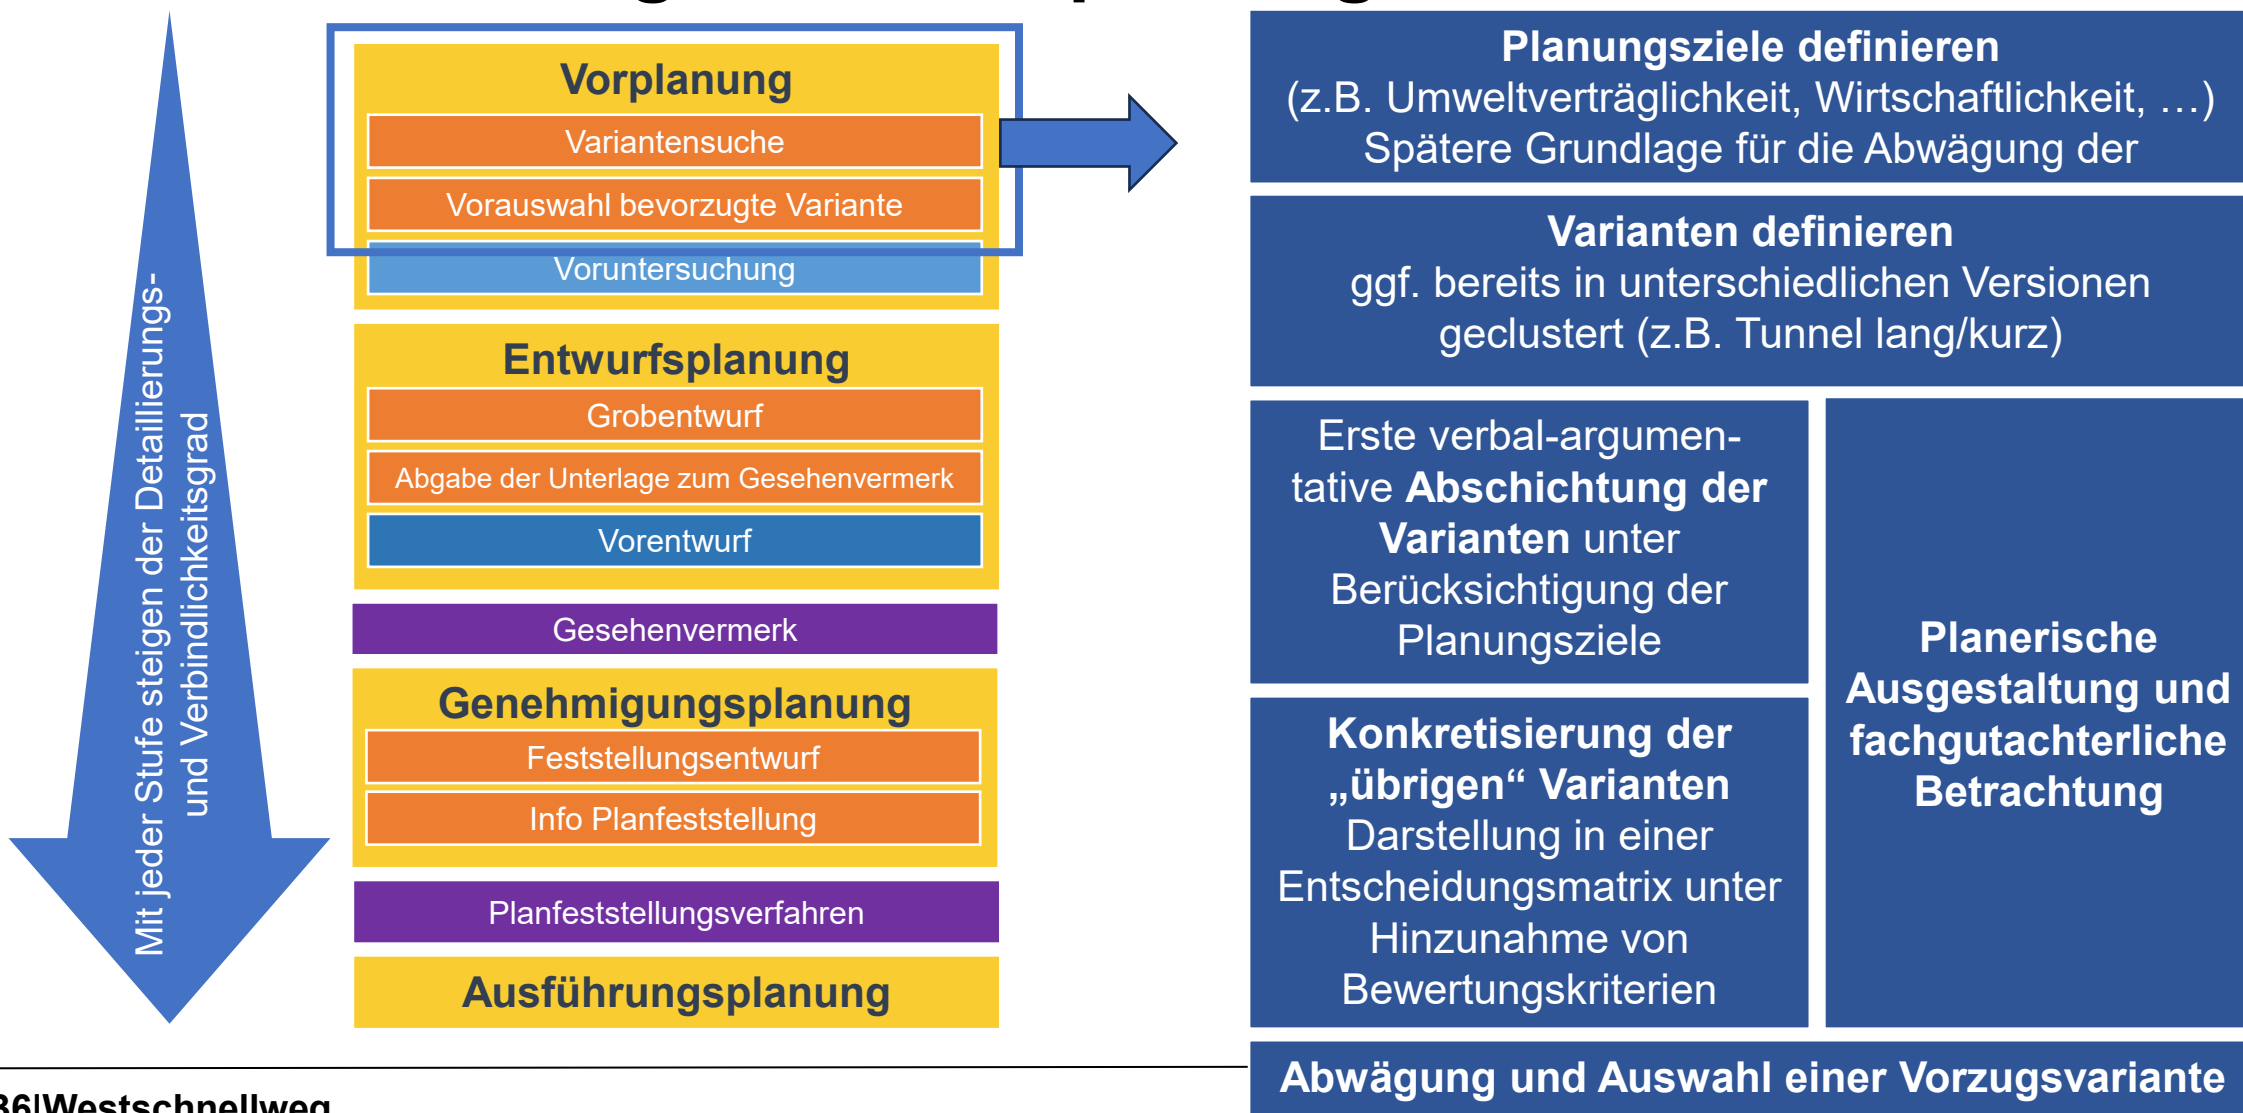 Mit jeder Stufe steigen der Detaillierungs-
und Verbindlichkeitsgrad
Vorplanung
Variantensuche
Vorauswahl bevorzugte Variante
Voruntersuchung
Entwurfsplanung
Grobentwurf
Abgabe der Unterlage zum Gesehenvermerk
Vorentwurf
Gesehenvermerk
Genehmigungsplanung
Feststellungsentwurf
Info Planfeststellung
Planfeststellungsverfahren
Ausführungsplanung
Planungsziele definieren
(z.B. Umweltverträglichkeit, Wirtschaftlichkeit, …)
Spätere Grundlage für die Abwägung der
Varianten definieren
ggf. bereits in unterschiedlichen Versionen
geclustert (z.B. Tunnel lang/kurz)
Erste verbal-argumen-
tative Abschichtung der
Varianten unter
Berücksichtigung der
Planungsziele
Konkretisierung der
„übrigen“ Varianten
Darstellung in einer
Entscheidungsmatrix unter
Hinzunahme von
Bewertungskriterien
Planerische
Ausgestaltung und
fachgutachterliche
Betrachtung
Abwägung und Auswahl einer Vorzugsvariante
36|Westschnellweg